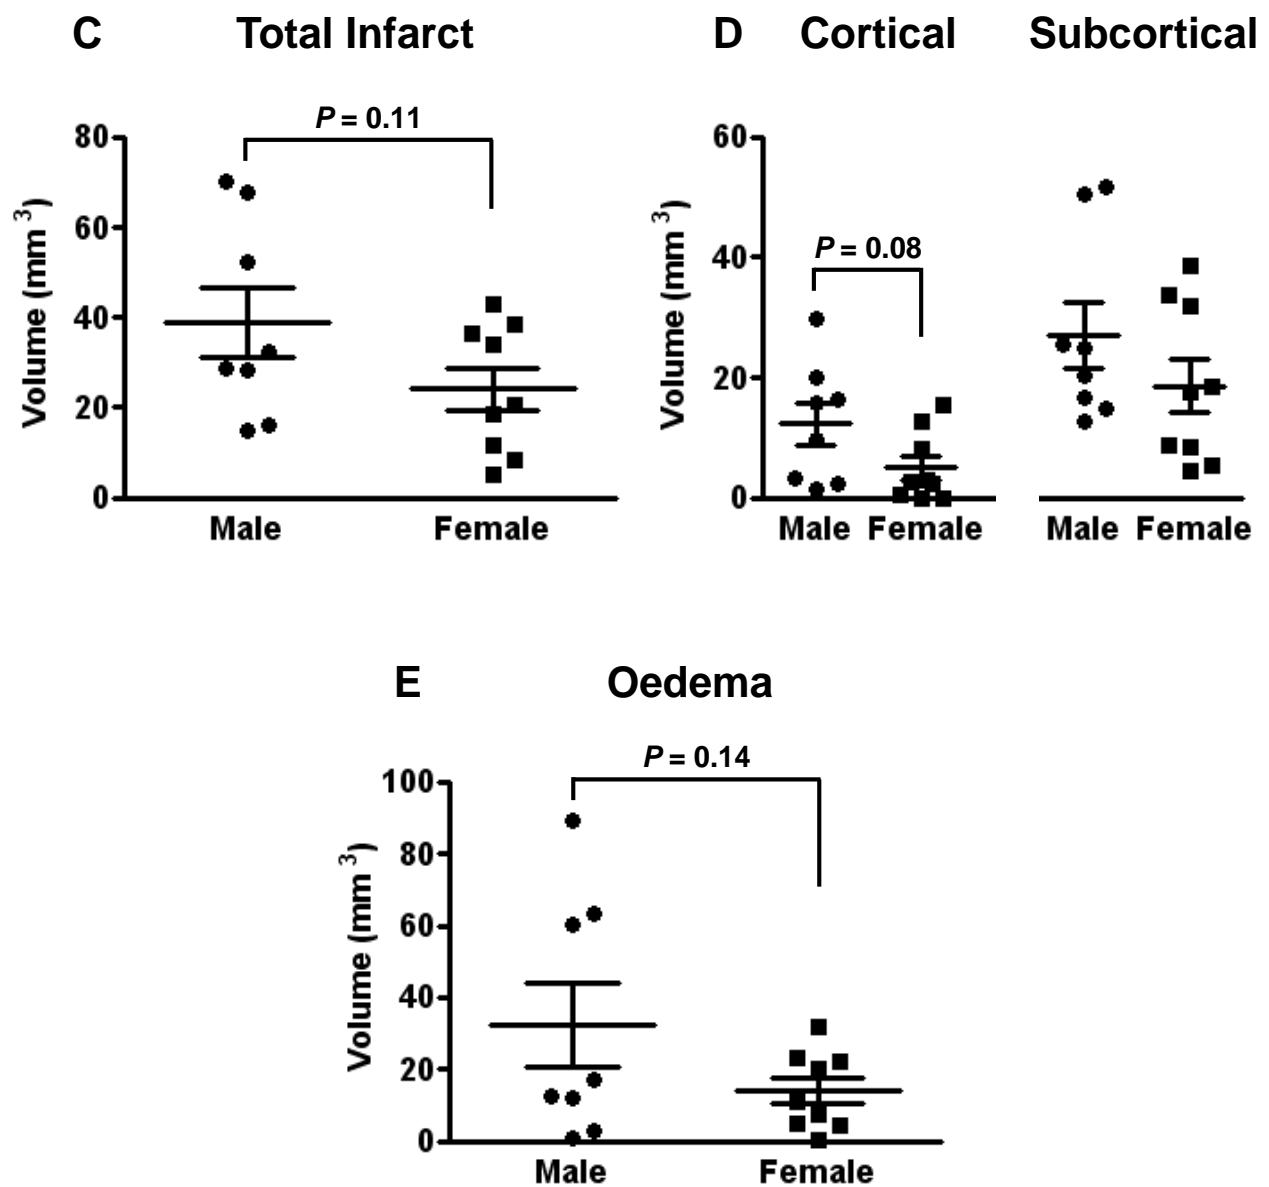 C Total Infarct
P = 0.11
Volume (mm 3)
80
60
40
20
0
Male Female
D Cortical Subcortical
P = 0.08
Volume (mm 3)
60
40
20
0
Male Female Male Female
E Oedema
P = 0.14
Volume (mm 3)
100
80
60
40
20
0
Male Female